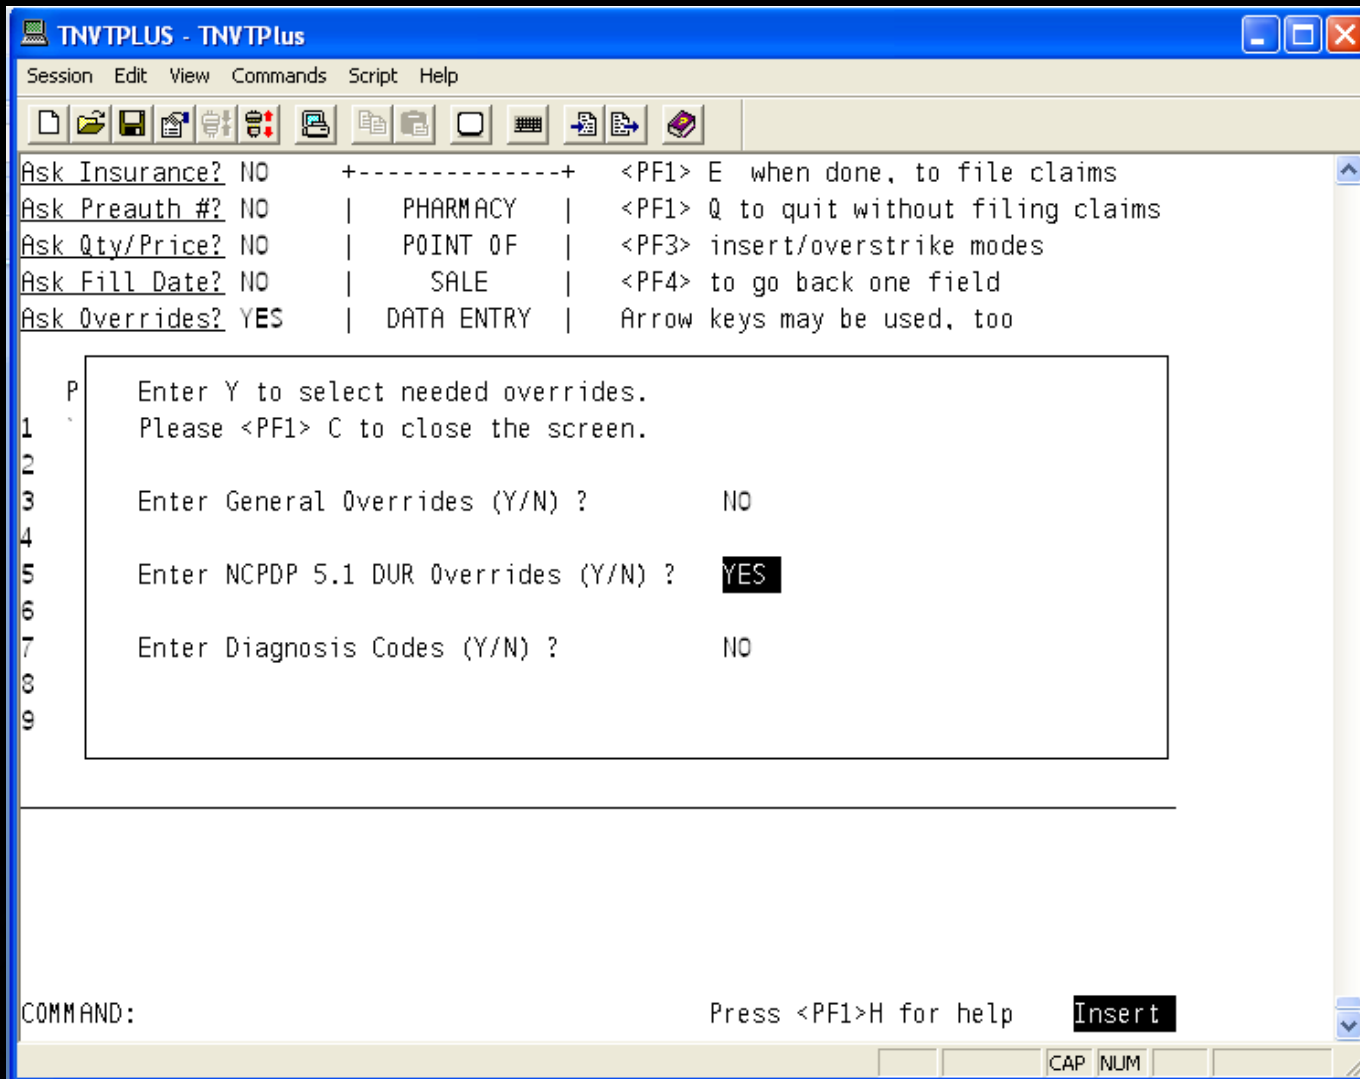 TNVTPLUS - TNVTPlus
Session Edit View Commands Script Help
Ask Insurance? NO +--------------+ <PF1> E when done, to file claims
Ask Preauth #? NO | PHARMACY | <PF1> Q to quit without filing claims
Ask Qty/Price? NO | POINT OF | <PF3> insert/overstrike modes
Ask Fill Date? NO | SALE | <PF4> to go back one field
Ask Overrides? YES | DATA ENTRY | Arrow keys may be used, too
P Enter Y to select needed overrides.
1 ` Please <PF1> C to close the screen.
2
3 Enter General Overrides (Y/N) ? NO
4
5 Enter NCPDP 5.1 DUR Overrides (Y/N) ? YES
6
7 Enter Diagnosis Codes (Y/N) ? NO
8
9
COMMAND: Press <PF1>H for help Insert
CAP NUM